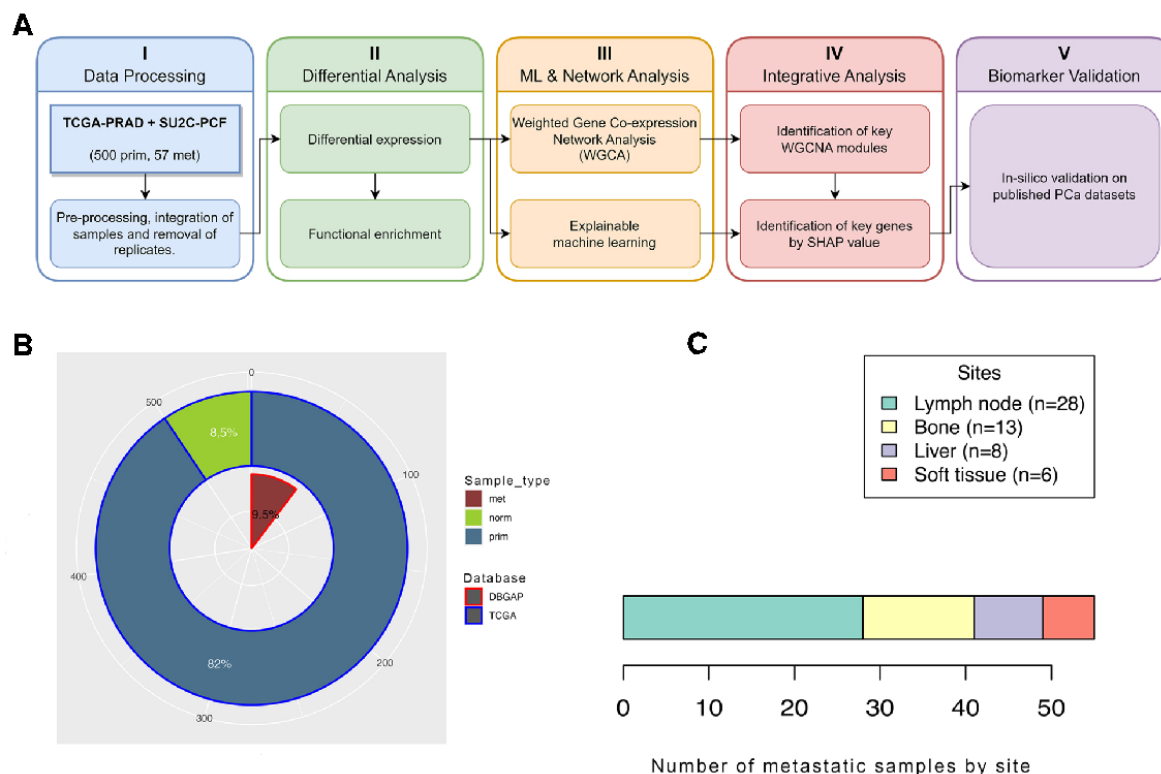 A
I
Data Processing
TCGA-PRAD + SU2C-PCF
(500 prim, 57 met)
Pre-processing, integration of
samples and removal of
replicates.
II
Differential Analysis
Differential expression
Functional enrichment
III
ML & Network Analysis
Weighted Gene Co-expression
Network Analysis
(WGCA)
Explainable
machine learning
IV
Integrative Analysis
Identification of key
WGCNA modules
Identification of key genes
by SHAP value
V
Biomarker Validation
In-silico validation on
published PCa datasets
B
0
500
8,5%
100
9,5%
400
82%
200
300
Sample_type
met
norm
prim
Database
DBGAP
TCGA
C
Sites
Lymph node (n=28)
Bone (n=13)
Liver (n=8)
Soft tissue (n=6)
0 10 20 30 40 50
Number of metastatic samples by site